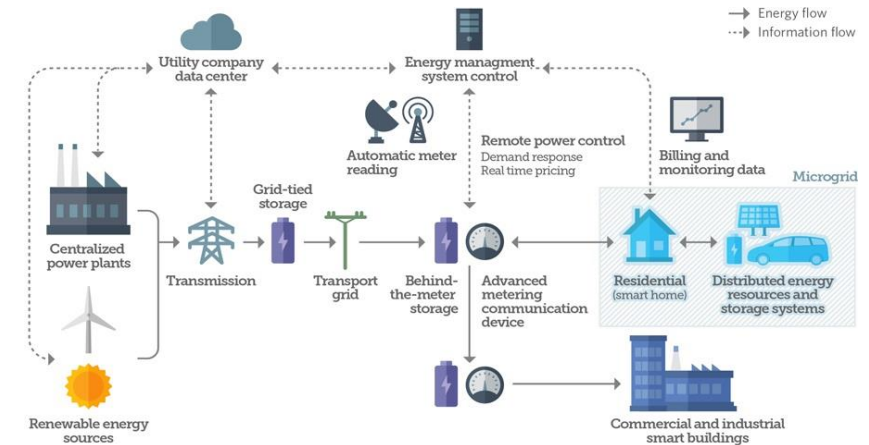 Energy flow
Information flow
Utility company
data center
Energy managment
system control
Automatic meter
reading
Remote power control
Demand response
Real time pricing
Billing and
monitoring data
Microgrid
Grid-tied
storage
Centralized
power plants
Transmission
Transport
grid
Behind-
the-meter
storage
Advanced
metering
communication
device
Residential
(smart home)
Distributed energy
resources and
storage systems
Renewable energy
sources
Commercial and industrial
smart buildings